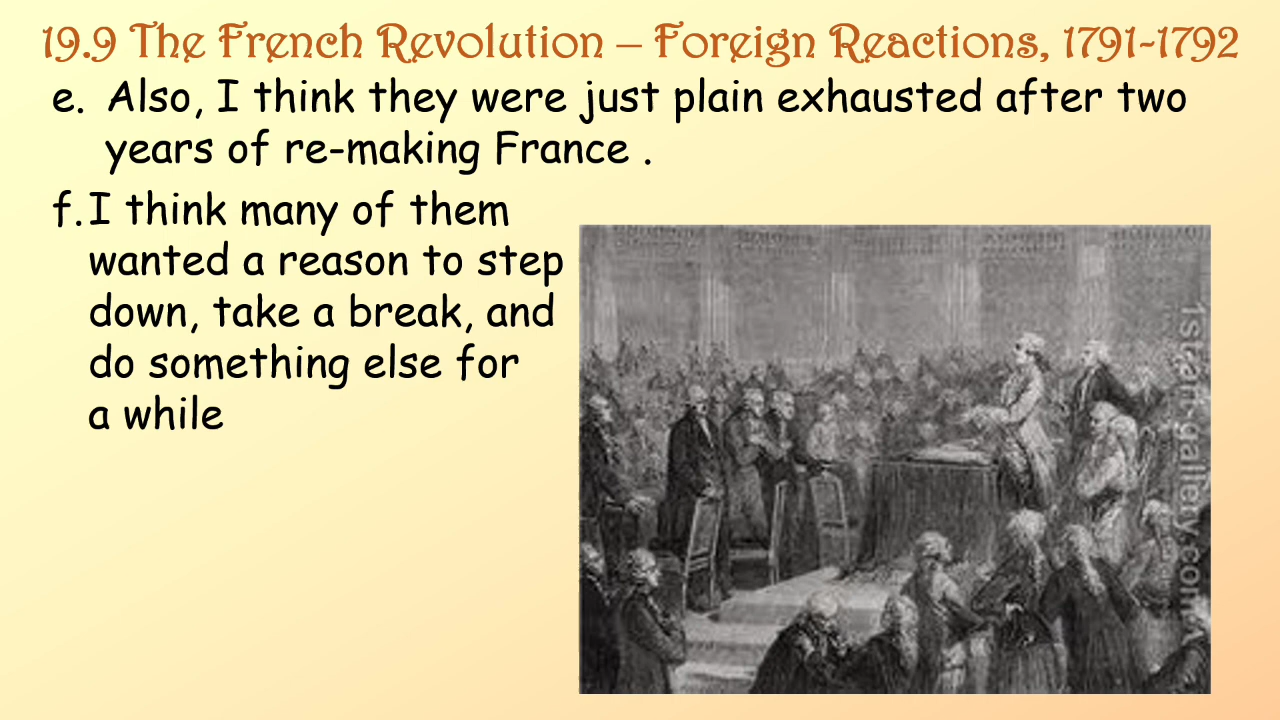 19.9 The French Revolution – Foreign Reactions, 1791-1792
e. Also, I think they were just plain exhausted after two
years of re-making France .
f. I think many of them
wanted a reason to step
down, take a break, and
do something else for
a while
1st-art-gallery.com